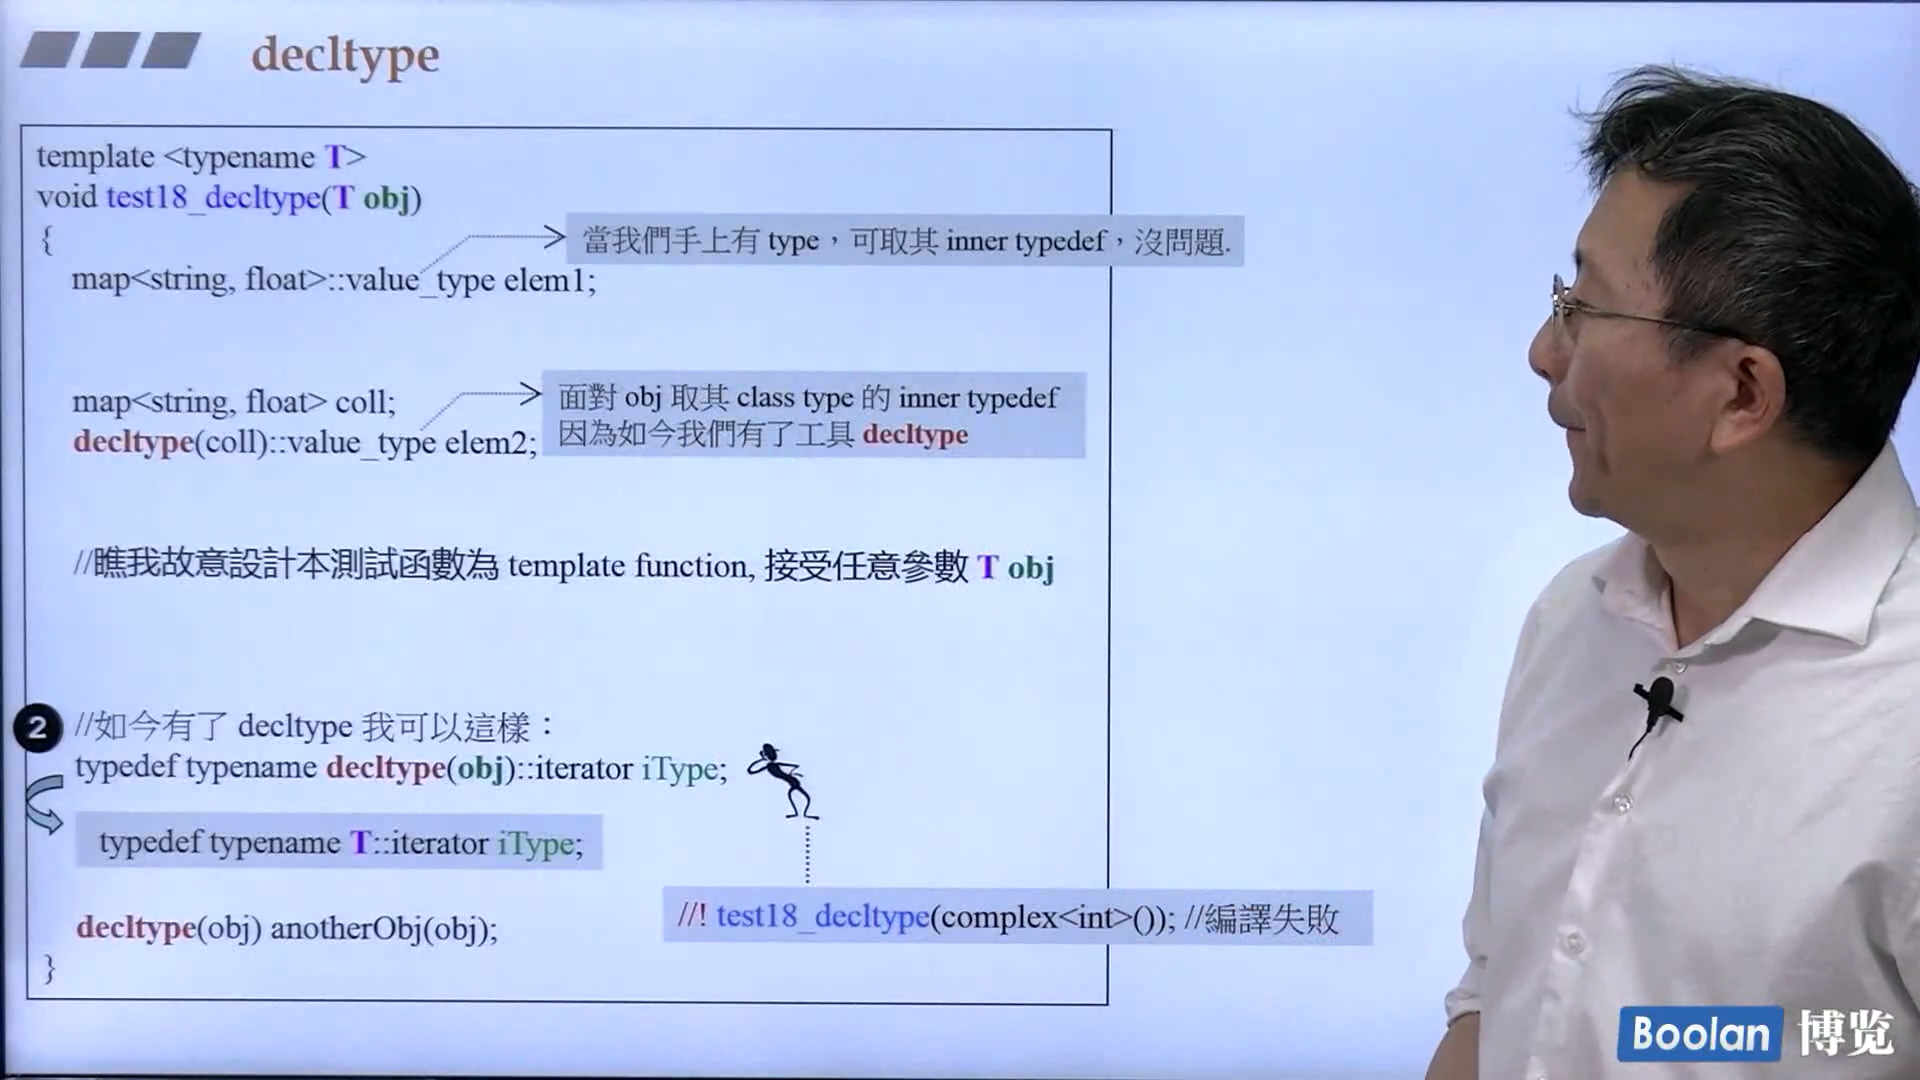 decltype
template <typename T>
void test18_decltype(T obj)
{
當我們手上有 type，可取其 inner typedef，沒問題.
map<string, float>::value_type elem1;
map<string, float> coll;
面對 obj 取其 class type 的 inner typedef
decltype(coll)::value_type elem2;
因為如今我們有了工具 decltype
//瞧我故意設計本測試函數為 template function, 接受任意參數 T obj
2
//如今有了 decltype 我可以這樣：
typedef typename decltype(obj)::iterator iType;
typedef typename T::iterator iType;
//! test18_decltype(complex<int>()); //編譯失敗
decltype(obj) anotherObj(obj);
}
Boolan 博览